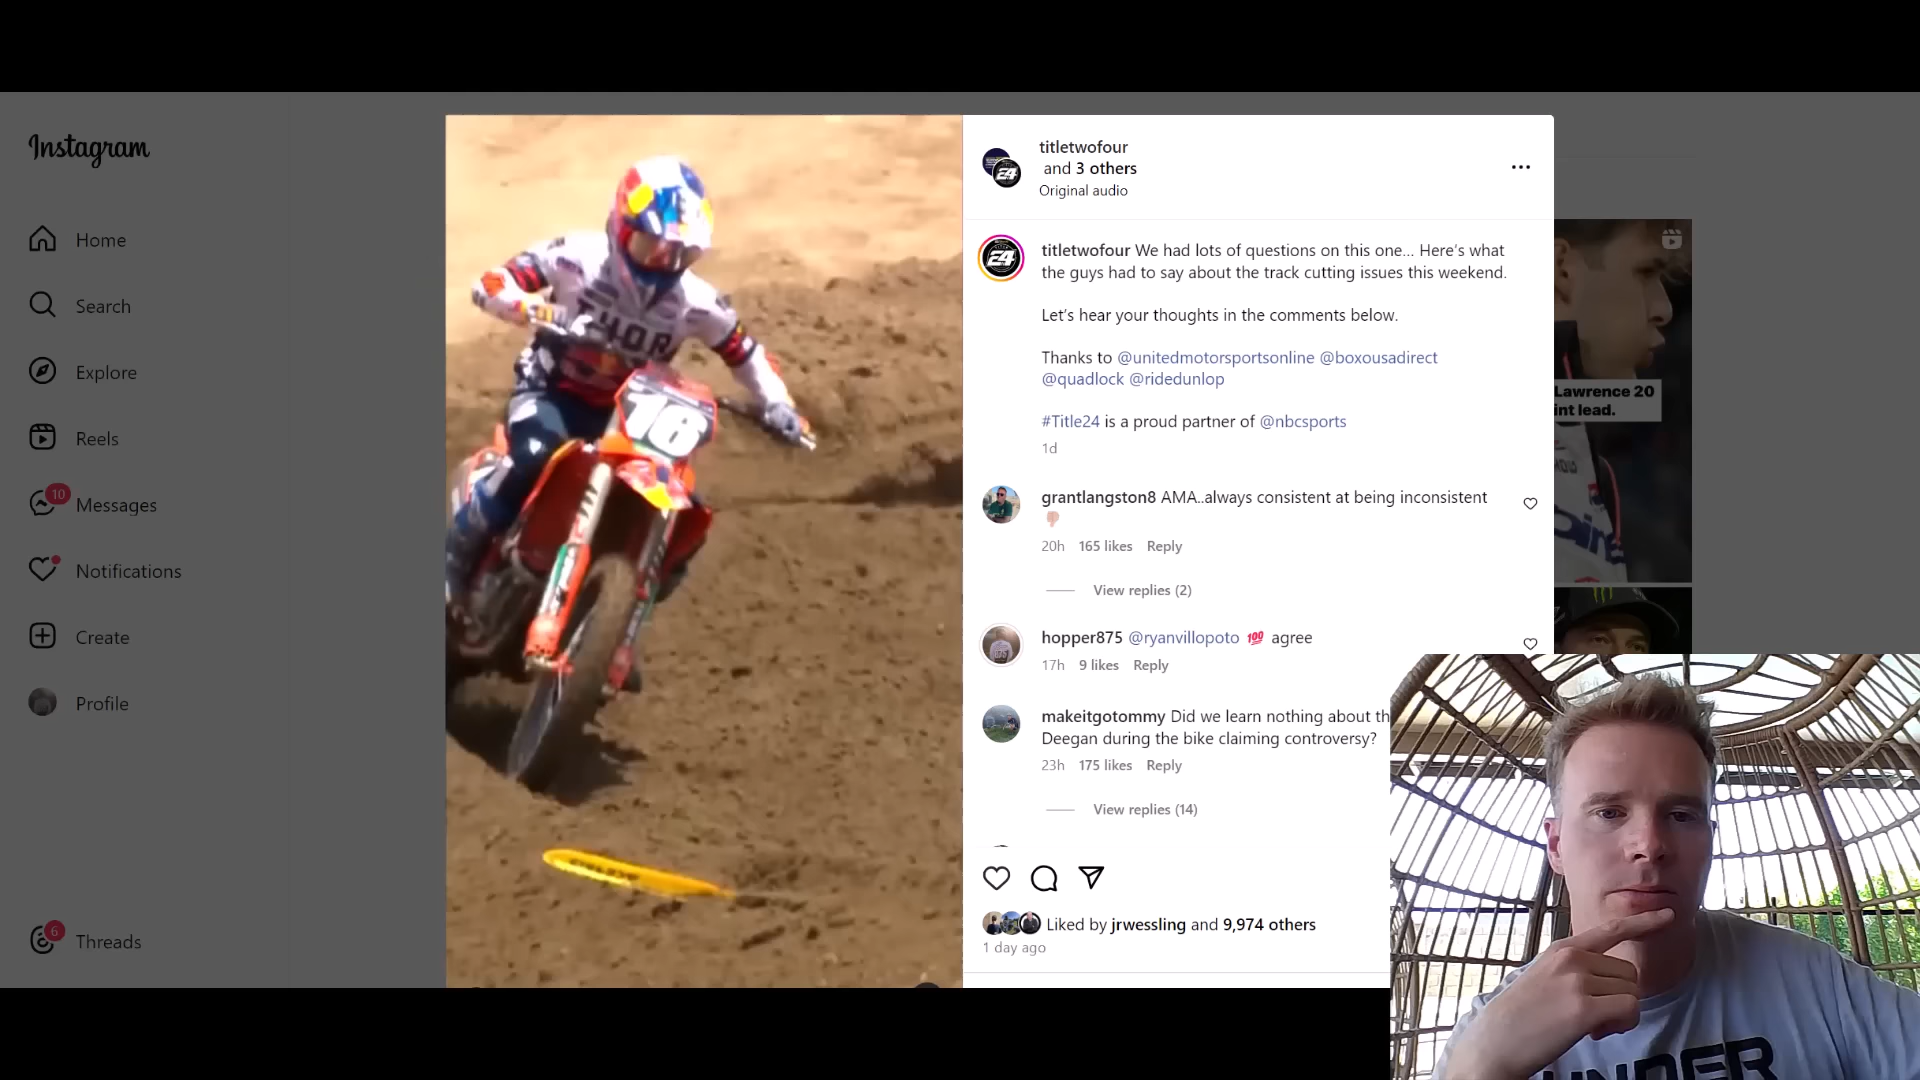 Instagram
Home
Search
Explore
Reels
10
Messages
Notifications
Create
Profile
6
Threads
THOR
16
24
titletwofour
and 3 others
Original audio
24
titletwofour We had lots of questions on this one... Here's what
the guys had to say about the track cutting issues this weekend.
Let's hear your thoughts in the comments below.
Thanks to @unitedmotorsportsonline @boxousadirect
@quadlock @ridedunlop
#Title24 is a proud partner of @nbcsports
1d
grantlangston8 AMA..always consistent at being inconsistent
👎🏼
20h 165 likes Reply
View replies (2)
hopper875 @ryanvillopoto 💯 agree
17h 9 likes Reply
makeitgotommy Did we learn nothing about th
Deegan during the bike claiming controversy?
23h 175 likes Reply
View replies (14)
Liked by jrwessling and 9,974 others
1 day ago
Lawrence 20
int lead.
UNDER